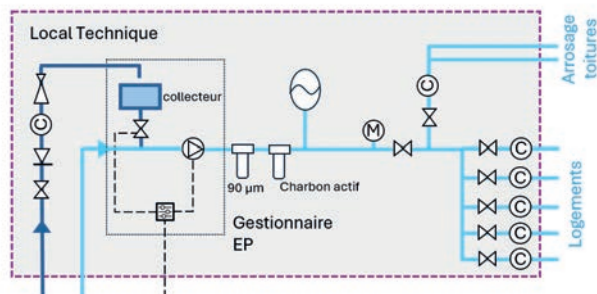 Local Technique
collecteur
C
M
C
90 µm
Charbon actif
Gestionnaire
EP
Arrosage
toitures
C
C
C
C
C
Logements